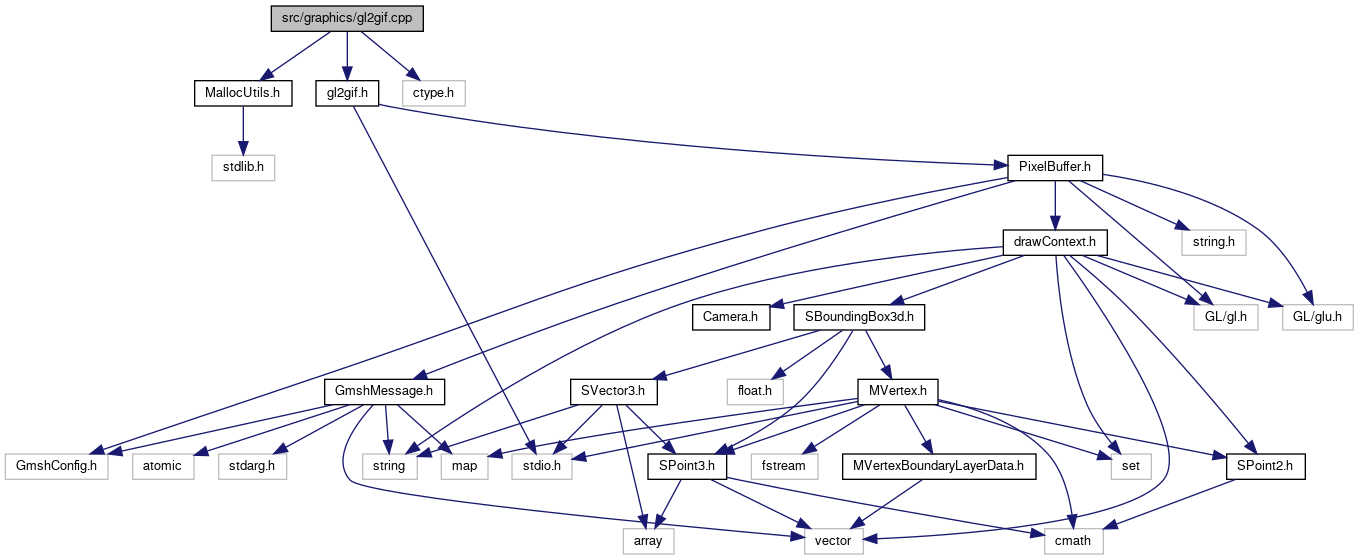 src/graphics/gl2gif.cpp
MallocUtils.h
gl2gif.h
ctype.h
stdlib.h
PixelBuffer.h
drawContext.h
string.h
Camera.h
SBoundingBox3d.h
GL/gl.h
GL/glu.h
GmshMessage.h
SVector3.h
float.h
MVertex.h
GmshConfig.h
atomic
stdarg.h
string
map
stdio.h
SPoint3.h
fstream
MVertexBoundaryLayerData.h
set
SPoint2.h
array
vector
cmath